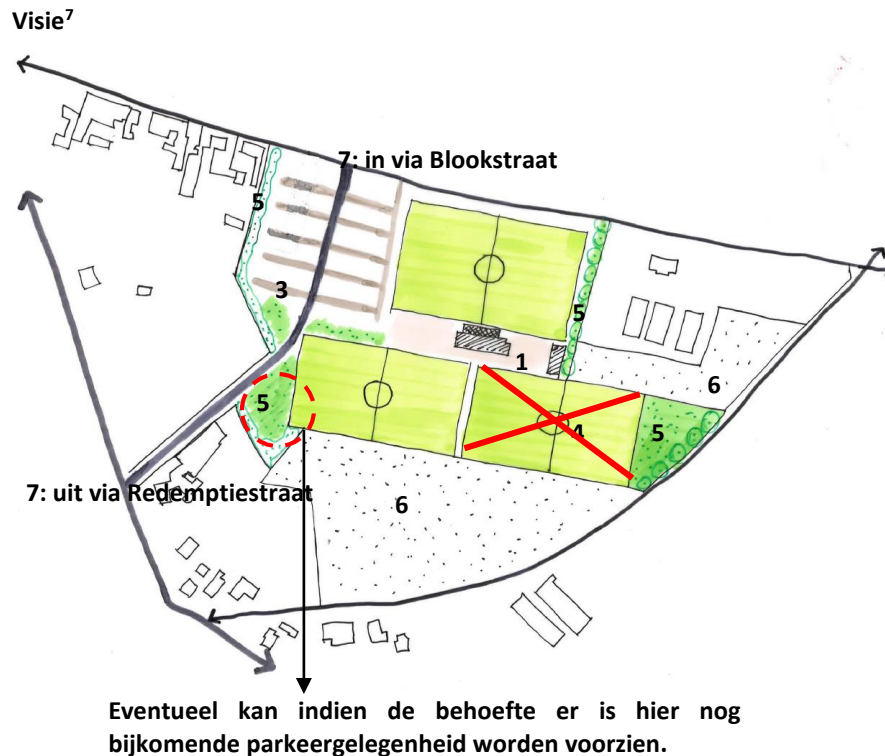 Visie⁷
7: in via Blookstraat
5
3
5
1
6
5
4
5
7: uit via Redemptiestraat
6
Eventueel kan indien de behoefte er is hier nog
bijkomende parkeergelegenheid worden voorzien.